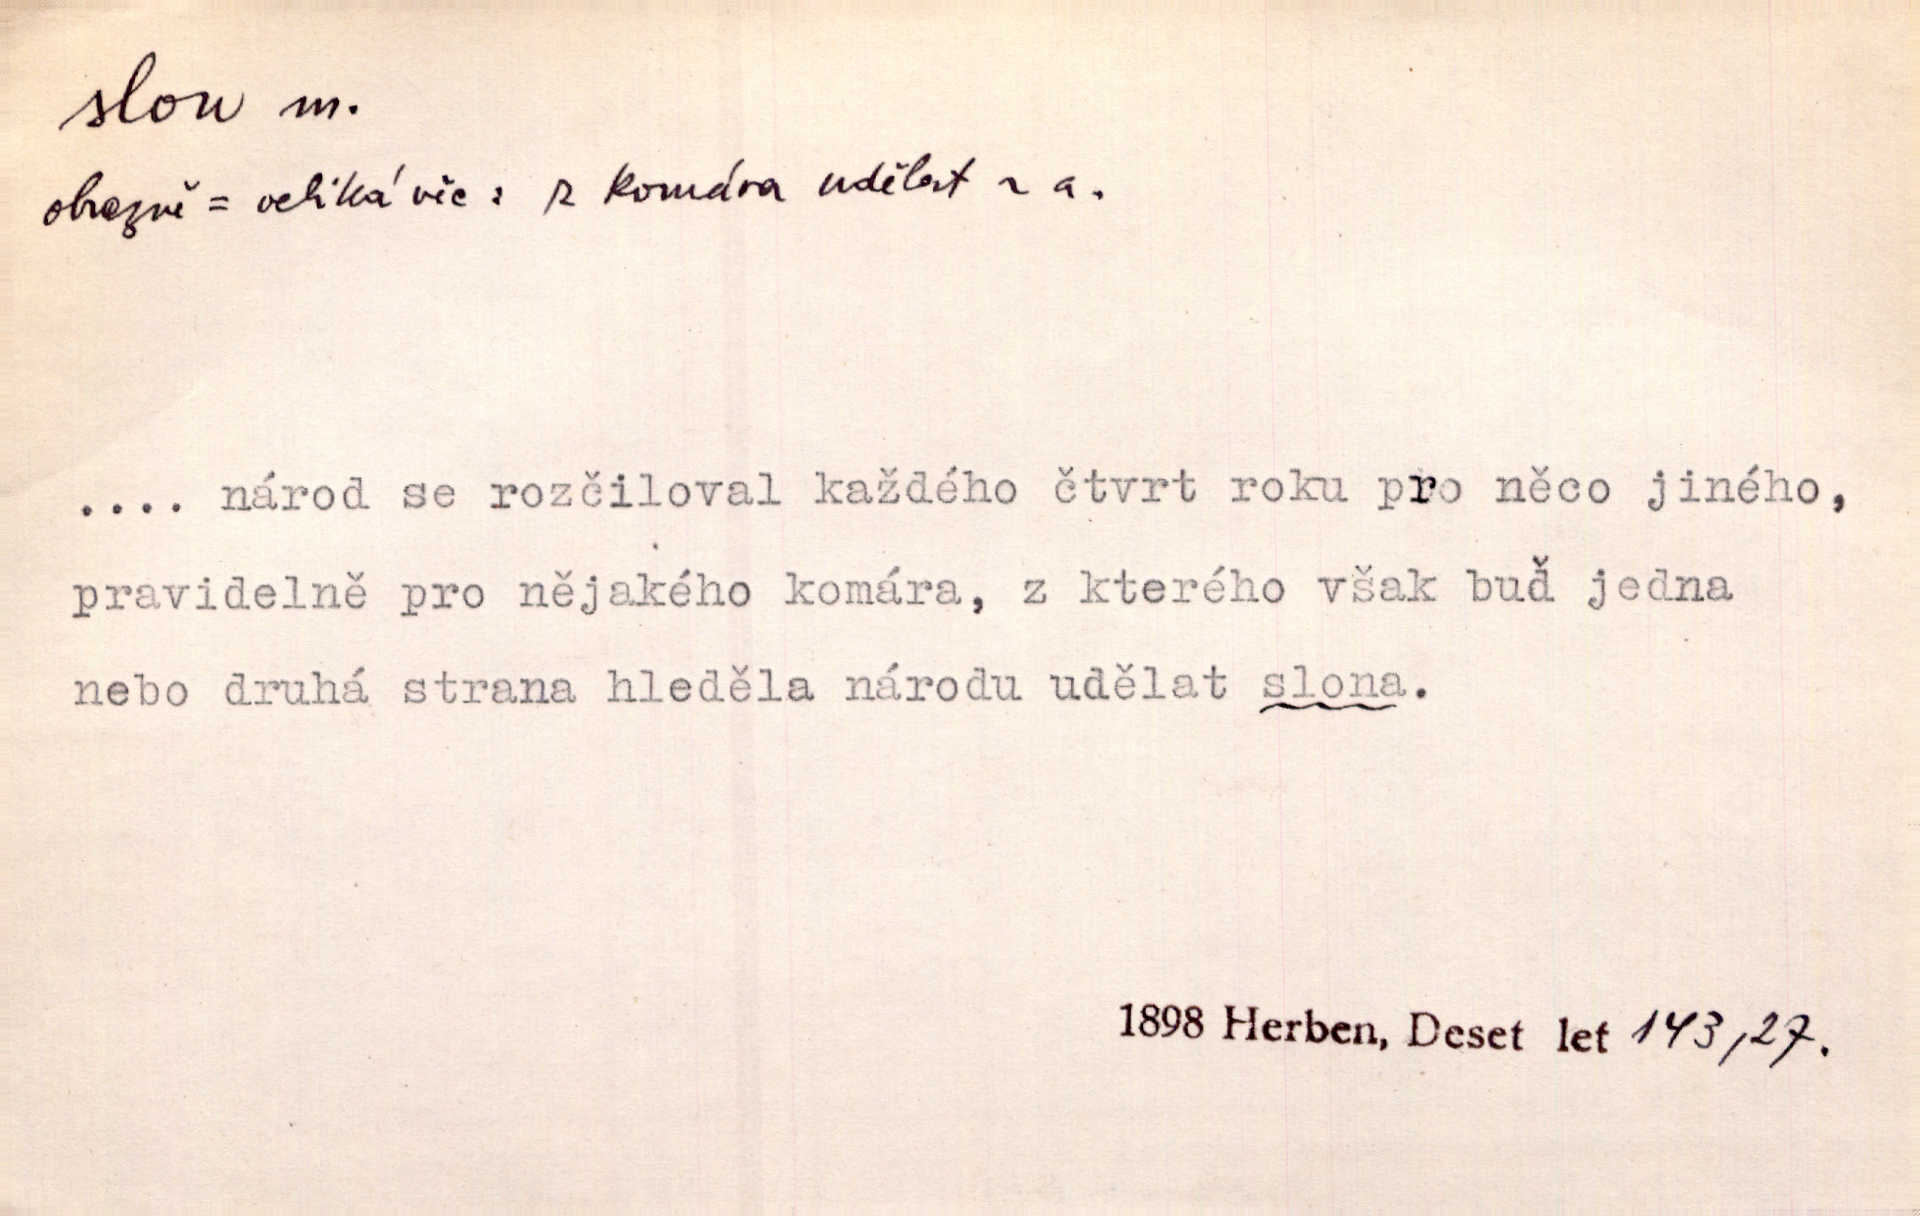 slon m.
obrazně = veliká věc : z komára udělat ~ a.
.... národ se rozčiloval každého čtvrt roku pro něco jiného,
pravidelně pro nějakého komára, z kterého však buď jedna
nebo druhá strana hleděla národu udělat slona.
1898 Herben, Deset let 143,27.